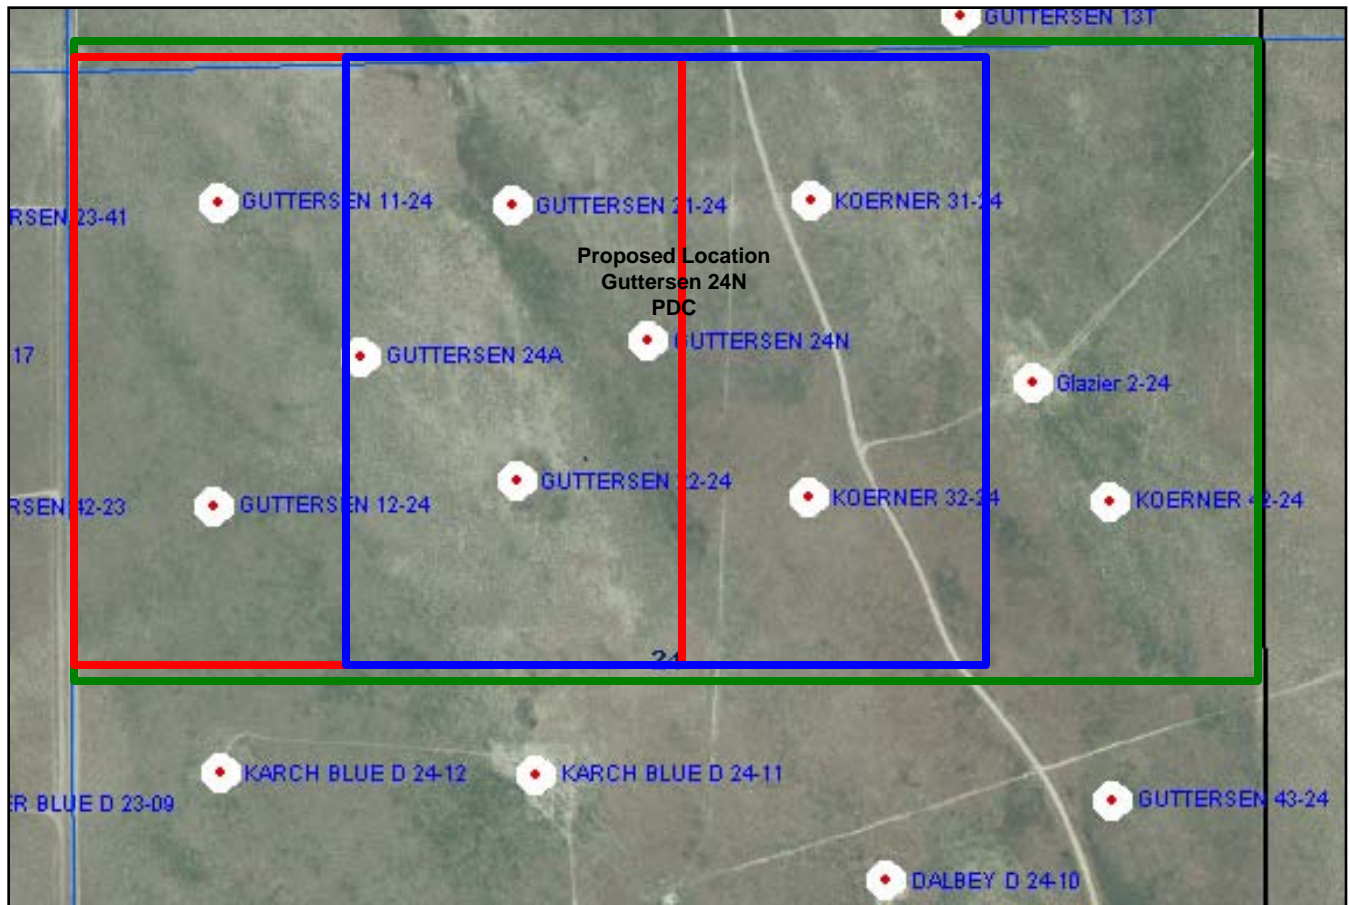 GUTTERSEN 13T
GUTTERSEN 11-24
GUTTERSEN 21-24
KOERNER 31-24
RSEN 23-41
Proposed Location
Guttersen 24N
PDC
17
GUTTERSEN 24A
GUTTERSEN 24N
Glazier 2-24
RSEN 42-23
GUTTERSEN 12-24
GUTTERSEN 22-24
KOERNER 32-24
KOERNER 42-24
24
KARCH BLUE D 24-12
KARCH BLUE D 24-11
ER BLUE D 23-09
GUTTERSEN 43-24
DALBEY D 24-10